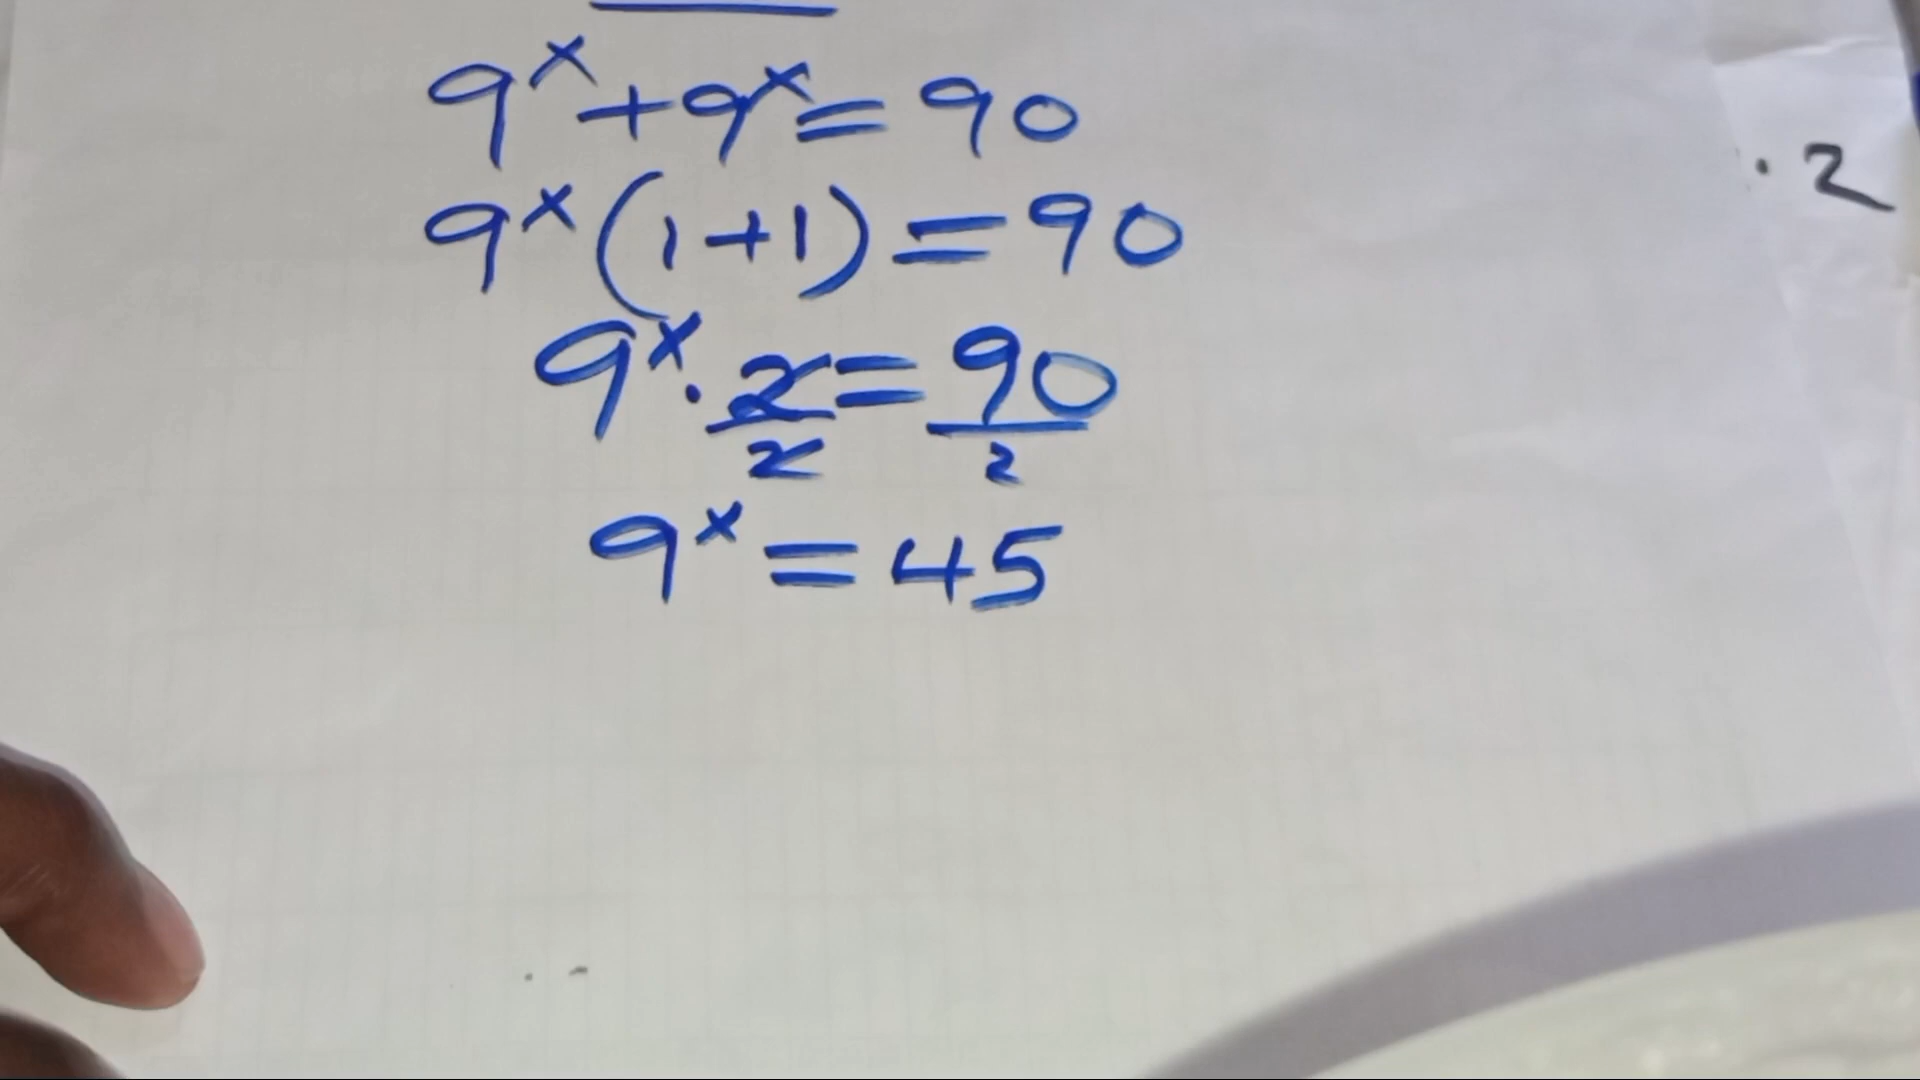 9^x + 9^x = 90
9^x (1+1) = 90
9^x · 2/2 = 90/2
9^x = 45
. 2